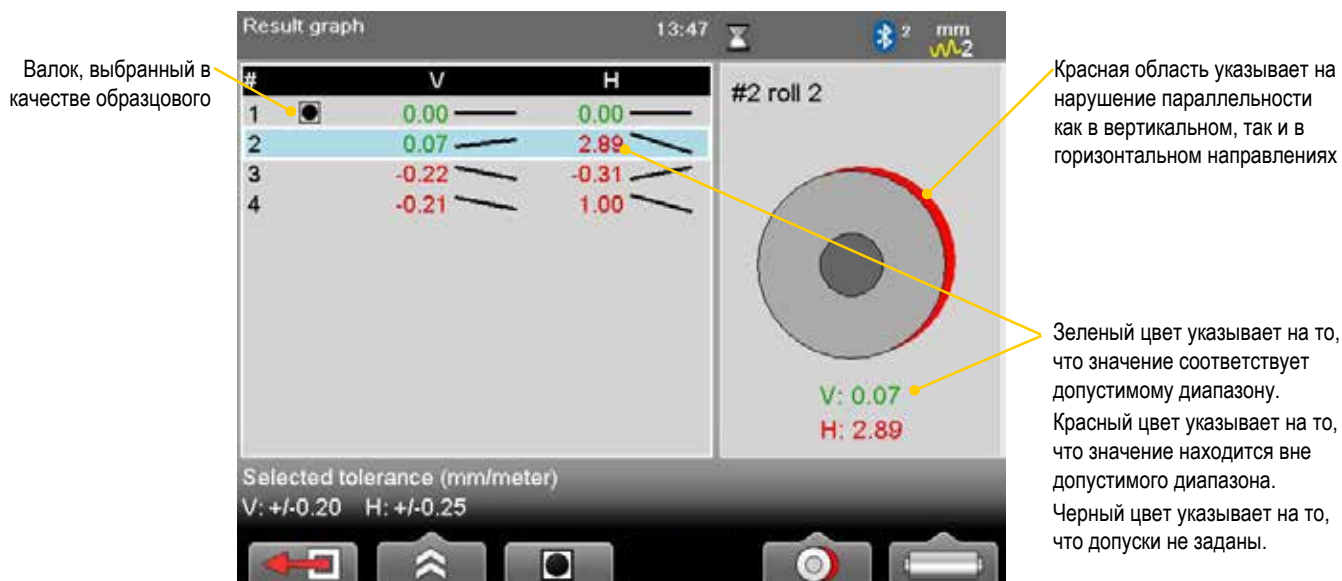 Result graph 13:47 2 mm
2
Валок, выбранный в
качестве образцового
# V H
1 0.00 0.00
2 0.07 2.89
3 -0.22 -0.31
4 -0.21 1.00
#2 roll 2
V: 0.07
H: 2.89
Selected tolerance (mm/meter)
V: +/-0.20 H: +/-0.25
Красная область указывает на
нарушение параллельности
как в вертикальном, так и в
горизонтальном направлениях
Зеленый цвет указывает на то,
что значение соответствует
допустимому диапазону.
Красный цвет указывает на то,
что значение находится вне
допустимого диапазона.
Черный цвет указывает на то,
что допуски не заданы.